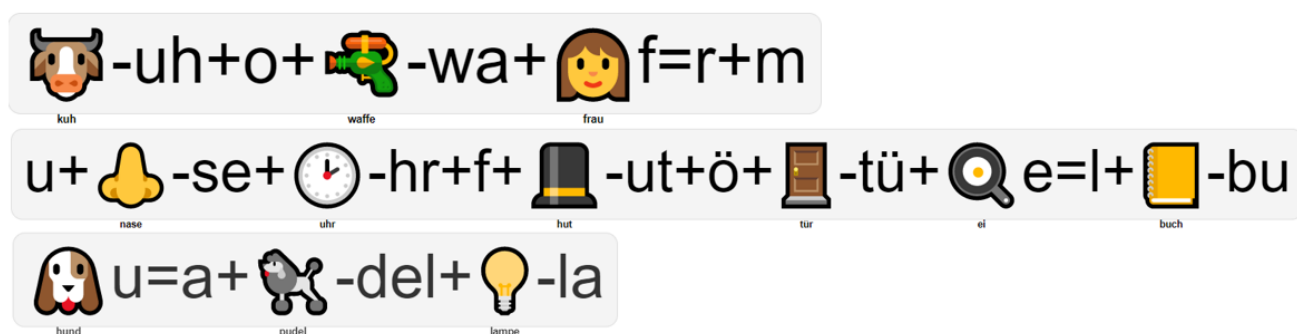 -uh+o+ -wa+ f=r+m
kuh waffe frau
u+ -se+ -hr+f+ -ut+ö+ -tü+ e=l+ -bu
nase uhr hut tür ei buch
u=a+ -del+ -la
hund pudel lampe